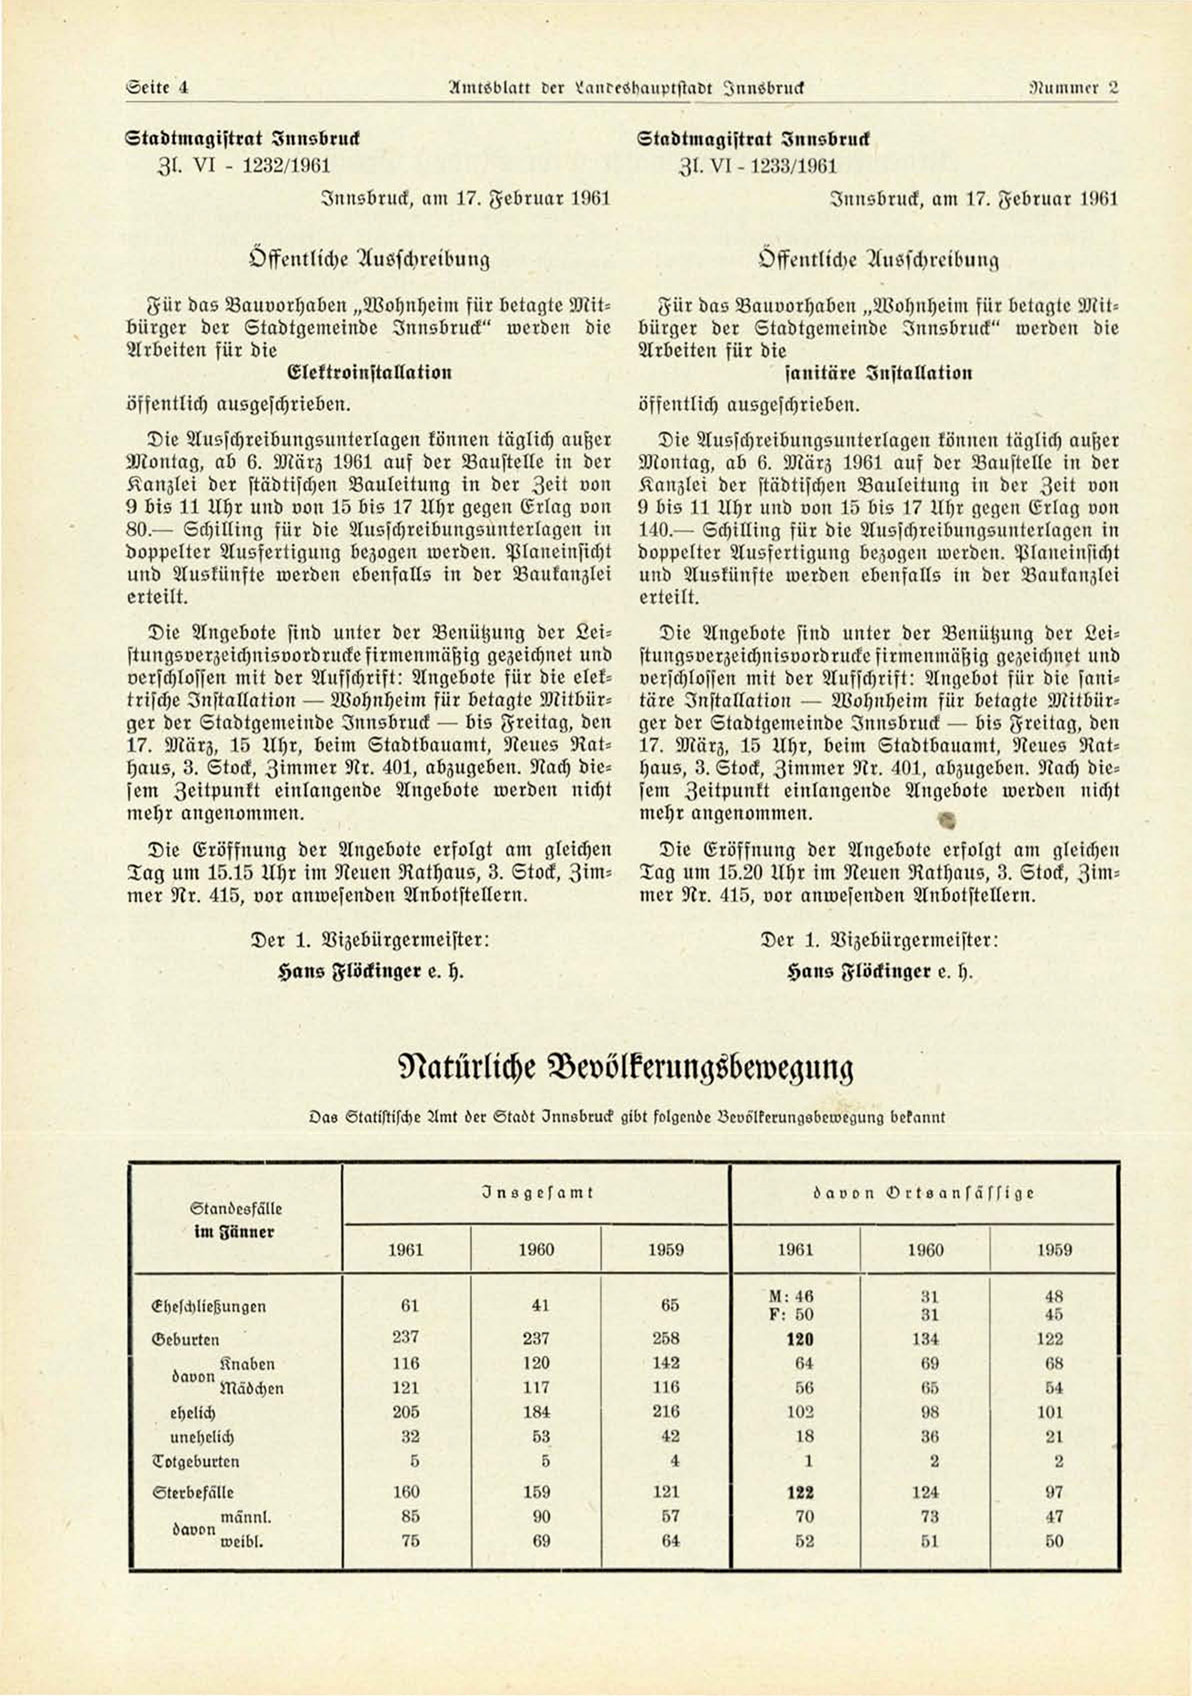 Seite 4 Amtsblatt der Landeshauptstadt Innsbruck Nummer 2
Stadtmagistrat Innsbruck
Zl. VI - 1232/1961
Innsbruck, am 17. Februar 1961
Öffentliche Ausschreibung
Für das Bauvorhaben „Wohnheim für betagte Mit-
bürger der Stadtgemeinde Innsbruck“ werden die
Arbeiten für die
Elektroinstallation
öffentlich ausgeschrieben.
Die Ausschreibungsunterlagen können täglich außer
Montag, ab 6. März 1961 auf der Baustelle in der
Kanzlei der städtischen Bauleitung in der Zeit von
9 bis 11 Uhr und von 15 bis 17 Uhr gegen Erlag von
80.— Schilling für die Ausschreibungsunterlagen in
doppelter Ausfertigung bezogen werden. Planeinsicht
und Auskünfte werden ebenfalls in der Baukanzlei
erteilt.
Die Angebote sind unter der Benützung der Lei-
stungsverzeichnisvordrucke firmenmäßig gezeichnet und
verschlossen mit der Aufschrift: Angebote für die elek-
trische Installation — Wohnheim für betagte Mitbür-
ger der Stadtgemeinde Innsbruck — bis Freitag, den
17. März, 15 Uhr, beim Stadtbauamt, Neues Rat-
haus, 3. Stock, Zimmer Nr. 401, abzugeben. Nach die-
sem Zeitpunkt einlangende Angebote werden nicht
mehr angenommen.
Die Eröffnung der Angebote erfolgt am gleichen
Tag um 15.15 Uhr im Neuen Rathaus, 3. Stock, Zim-
mer Nr. 415, vor anwesenden Anbotstellern.
Der 1. Vizebürgermeister:
Hans Flöckinger e. h.
Stadtmagistrat Innsbruck
Zl. VI - 1233/1961
Innsbruck, am 17. Februar 1961
Öffentliche Ausschreibung
Für das Bauvorhaben „Wohnheim für betagte Mit-
bürger der Stadtgemeinde Innsbruck“ werden die
Arbeiten für die
sanitäre Installation
öffentlich ausgeschrieben.
Die Ausschreibungsunterlagen können täglich außer
Montag, ab 6. März 1961 auf der Baustelle in der
Kanzlei der städtischen Bauleitung in der Zeit von
9 bis 11 Uhr und von 15 bis 17 Uhr gegen Erlag von
140.— Schilling für die Ausschreibungsunterlagen in
doppelter Ausfertigung bezogen werden. Planeinsicht
und Auskünfte werden ebenfalls in der Baukanzlei
erteilt.
Die Angebote sind unter der Benützung der Lei-
stungsverzeichnisvordrucke firmenmäßig gezeichnet und
verschlossen mit der Aufschrift: Angebot für die sani-
täre Installation — Wohnheim für betagte Mitbür-
ger der Stadtgemeinde Innsbruck — bis Freitag, den
17. März, 15 Uhr, beim Stadtbauamt, Neues Rat-
haus, 3. Stock, Zimmer Nr. 401, abzugeben. Nach die-
sem Zeitpunkt einlangende Angebote werden nicht
mehr angenommen.
Die Eröffnung der Angebote erfolgt am gleichen
Tag um 15.20 Uhr im Neuen Rathaus, 3. Stock, Zim-
mer Nr. 415, vor anwesenden Anbotstellern.
Der 1. Vizebürgermeister:
Hans Flöckinger e. h.
Natürliche Bevölkerungsbewegung
Das Statistische Amt der Stadt Innsbruck gibt folgende Bevölkerungsbewegung bekannt
Standesfälle
im Jänner
Insgesamt davon Ortsansässige
1961 1960 1959 1961 1960 1959
Eheschließungen 61 41 65 M: 46 31 48
F: 50 31 45
Geburten 237 237 258 120 134 122
davon
Knaben 116 120 142 64 69 68
Mädchen 121 117 116 56 65 54
ehelich 205 184 216 102 98 101
unehelich 32 53 42 18 36 21
Totgeburten 5 5 4 1 2 2
Sterbefälle 160 159 121 122 124 97
davon
männl. 85 90 57 70 73 47
weibl. 75 69 64 52 51 50